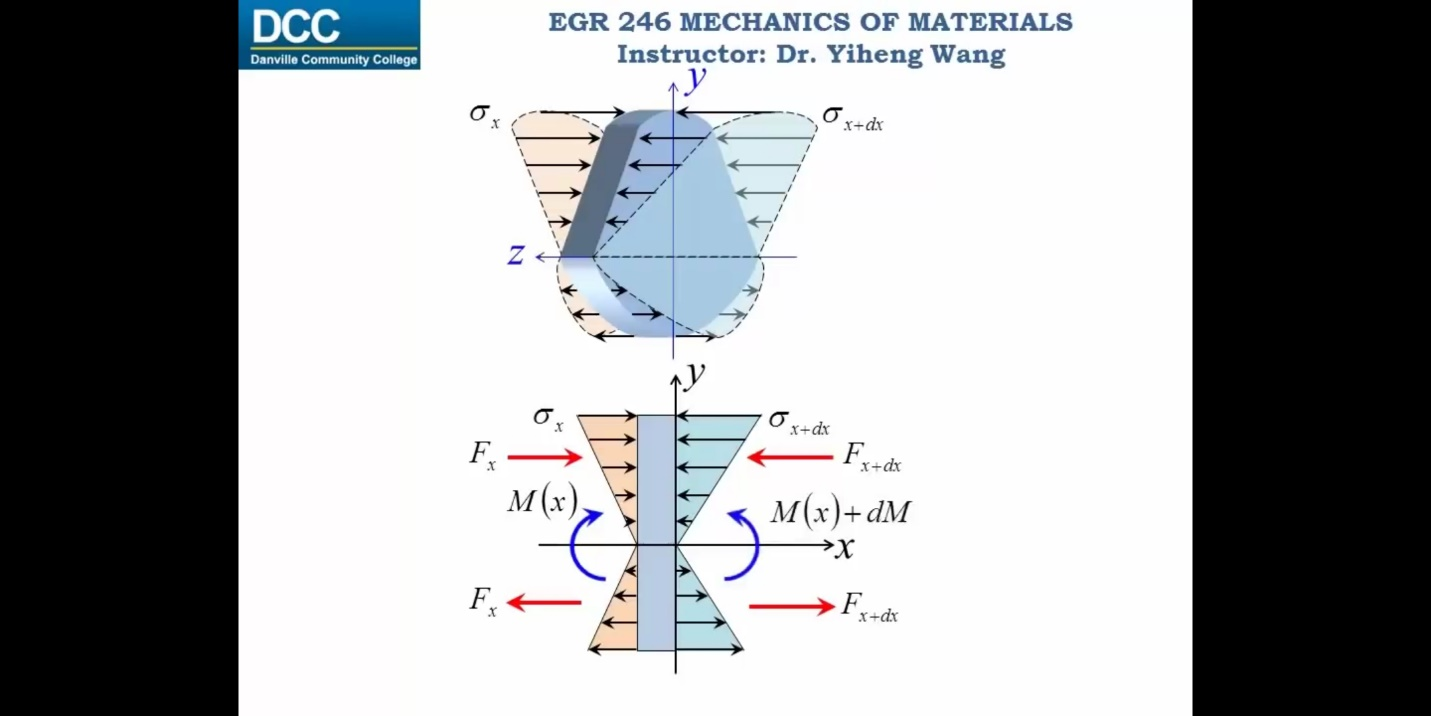 DCC
Danville Community College
EGR 246 MECHANICS OF MATERIALS
Instructor: Dr. Yiheng Wang
y
σx
σx+dx
z
y
σx
σx+dx
Fx
Fx+dx
M(x)
M(x)+dM
x
Fx
Fx+dx